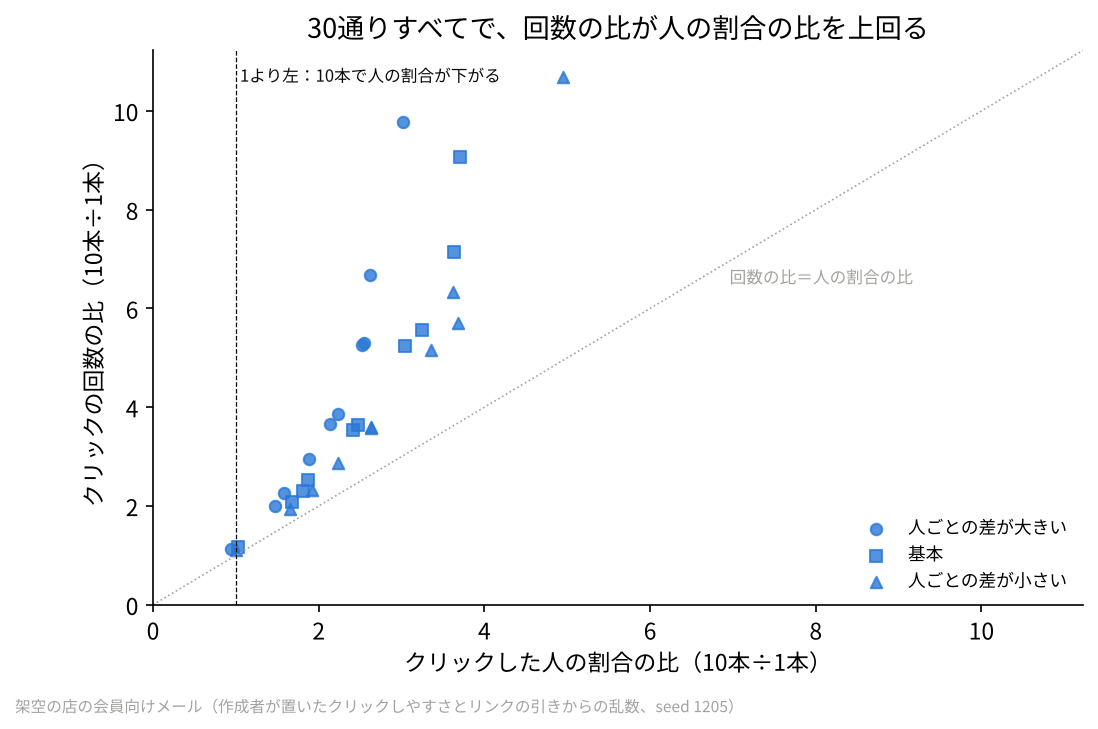 30通りすべてで、回数の比が人の割合の比を上回る
1より左：10本で人の割合が下がる
クリックの回数の比（10本÷1本）
10
8
6
4
2
0
回数の比＝人の割合の比
人ごとの差が大きい
基本
人ごとの差が小さい
0 2 4 6 8 10
クリックした人の割合の比（10本÷1本）
架空の店の会員向けメール（作成者が置いたクリックしやすさとリンクの引きからの乱数、seed 1205）